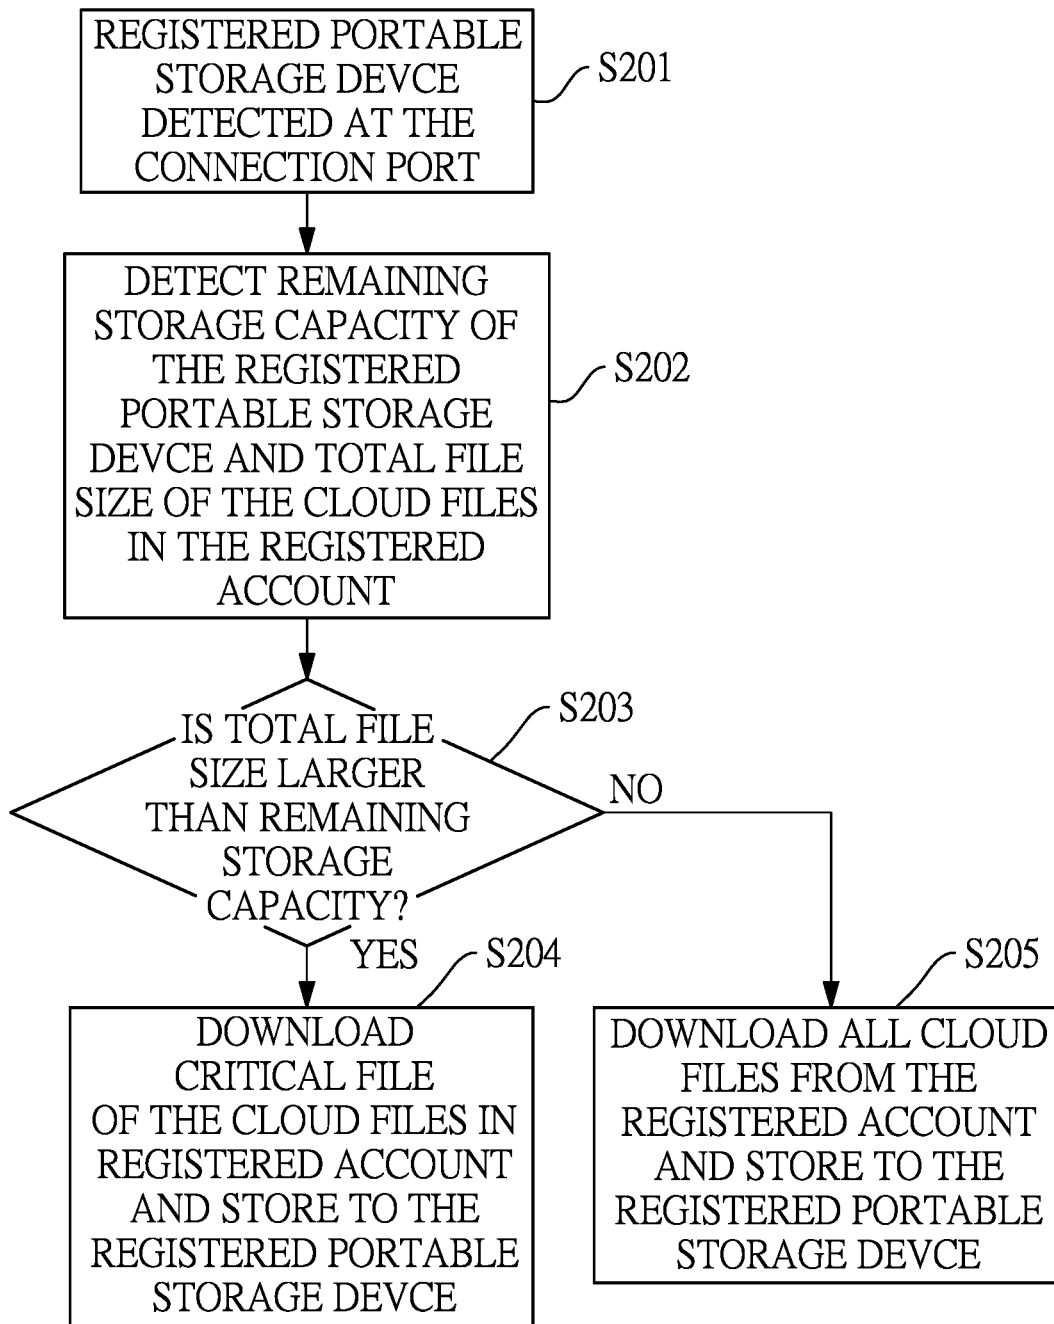 REGISTERED PORTABLE
STORAGE DEVCE
DETECTED AT THE
CONNECTION PORT
S201
DETECT REMAINING
STORAGE CAPACITY OF
THE REGISTERED
PORTABLE STORAGE
DEVCE AND TOTAL FILE
SIZE OF THE CLOUD FILES
IN THE REGISTERED
ACCOUNT
S202
IS TOTAL FILE
SIZE LARGER
THAN REMAINING
STORAGE
CAPACITY?
S203
NO
YES
S204
DOWNLOAD
CRITICAL FILE
OF THE CLOUD FILES IN
REGISTERED ACCOUNT
AND STORE TO THE
REGISTERED PORTABLE
STORAGE DEVCE
S205
DOWNLOAD ALL CLOUD
FILES FROM THE
REGISTERED ACCOUNT
AND STORE TO THE
REGISTERED PORTABLE
STORAGE DEVCE